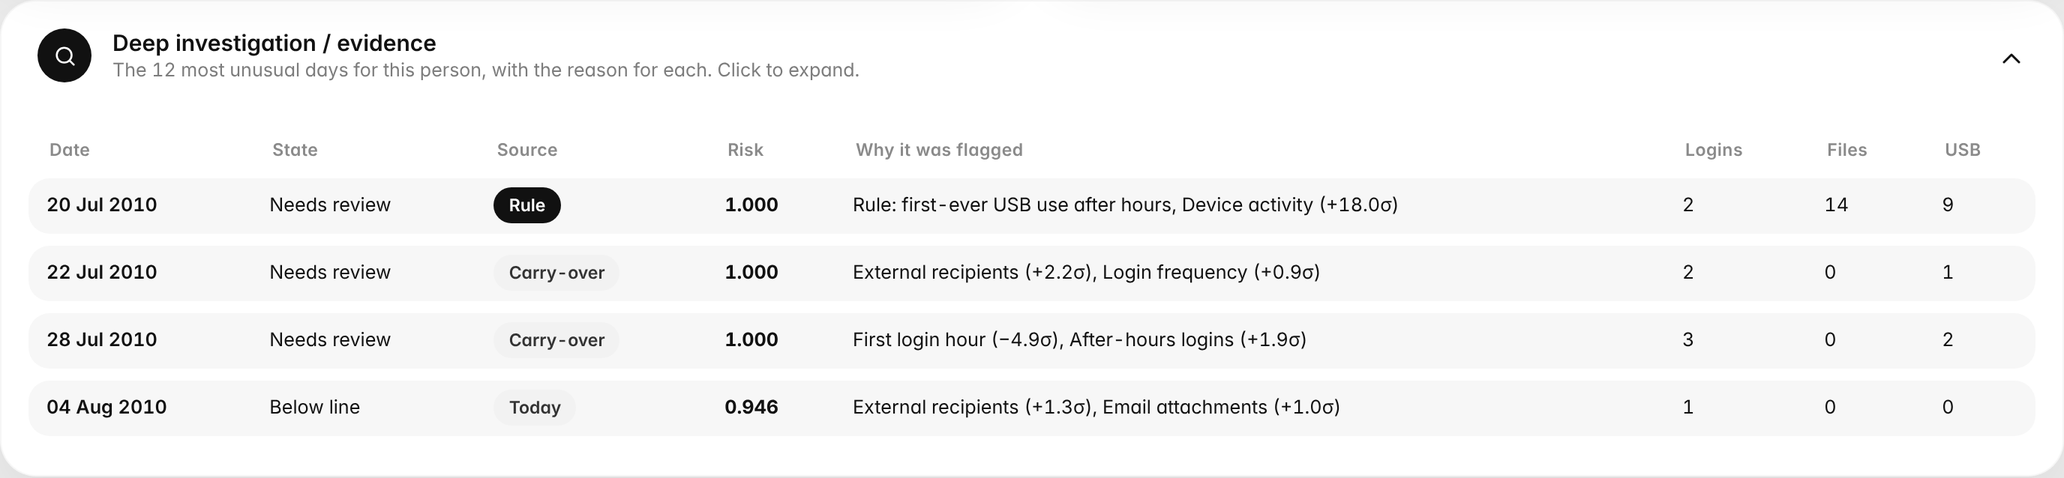 Deep investigation / evidence
The 12 most unusual days for this person, with the reason for each. Click to expand.
Date State Source Risk Why it was flagged Logins Files USB
20 Jul 2010 Needs review Rule 1.000 Rule: first-ever USB use after hours, Device activity (+18.0σ) 2 14 9
22 Jul 2010 Needs review Carry-over 1.000 External recipients (+2.2σ), Login frequency (+0.9σ) 2 0 1
28 Jul 2010 Needs review Carry-over 1.000 First login hour (−4.9σ), After-hours logins (+1.9σ) 3 0 2
04 Aug 2010 Below line Today 0.946 External recipients (+1.3σ), Email attachments (+1.0σ) 1 0 0